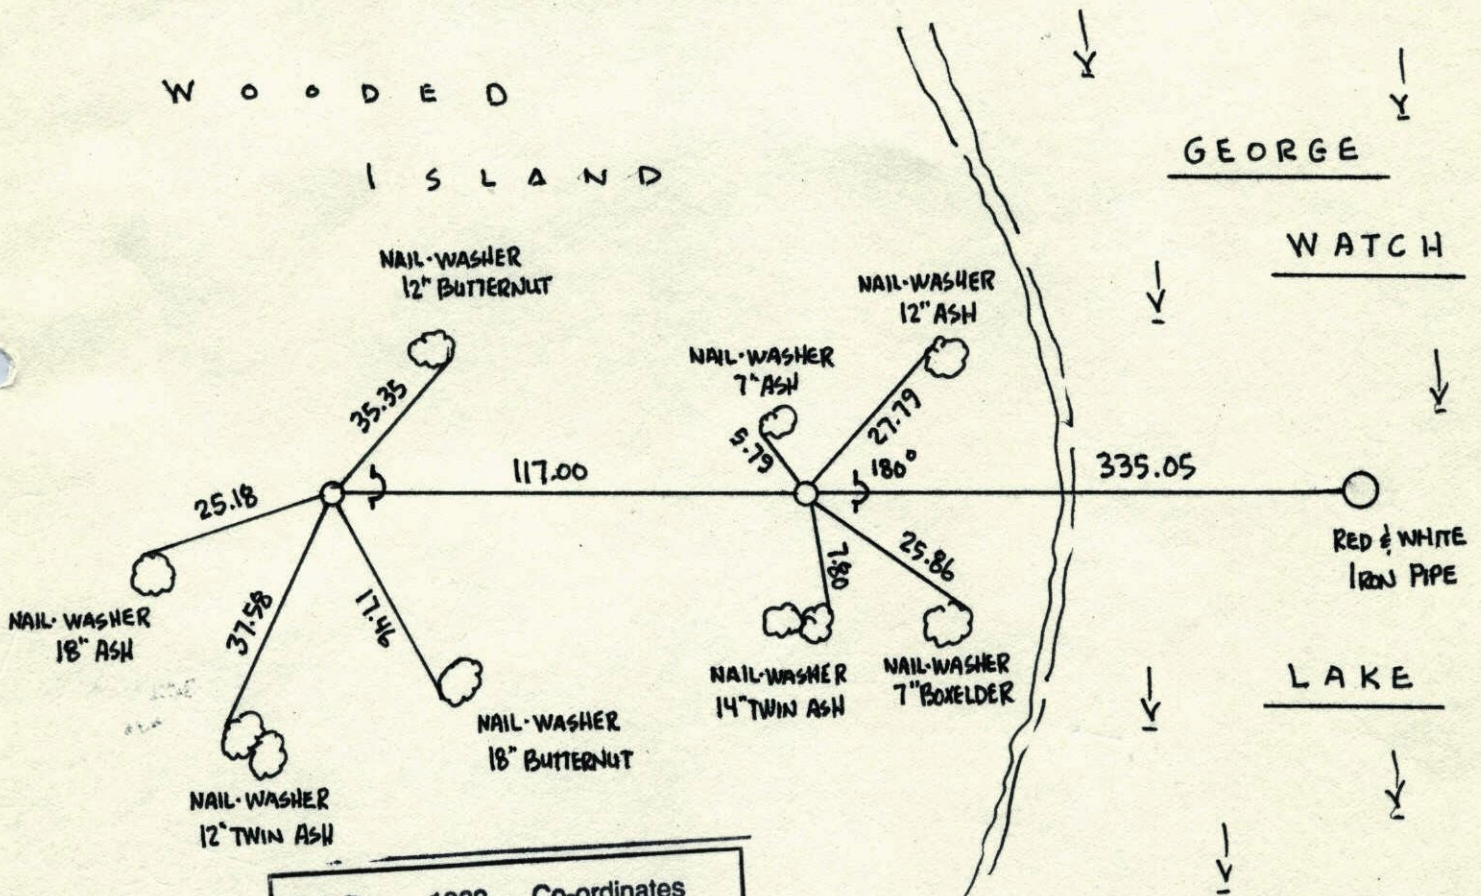 WOODED
ISLAND
GEORGE
WATCH
NAIL·WASHER
12" BUTTERNUT
NAIL·WASHER
12" ASH
NAIL·WASHER
7" ASH
35.35
27.79
5.79
180°
117.00
335.05
25.18
RED & WHITE
IRON PIPE
25.86
7.80
37.58
17.46
NAIL·WASHER
18" ASH
NAIL·WASHER
14" TWIN ASH
NAIL·WASHER
7" BOXELDER
LAKE
NAIL·WASHER
18" BUTTERNUT
NAIL·WASHER
12" TWIN ASH
1983 Co-ordinates